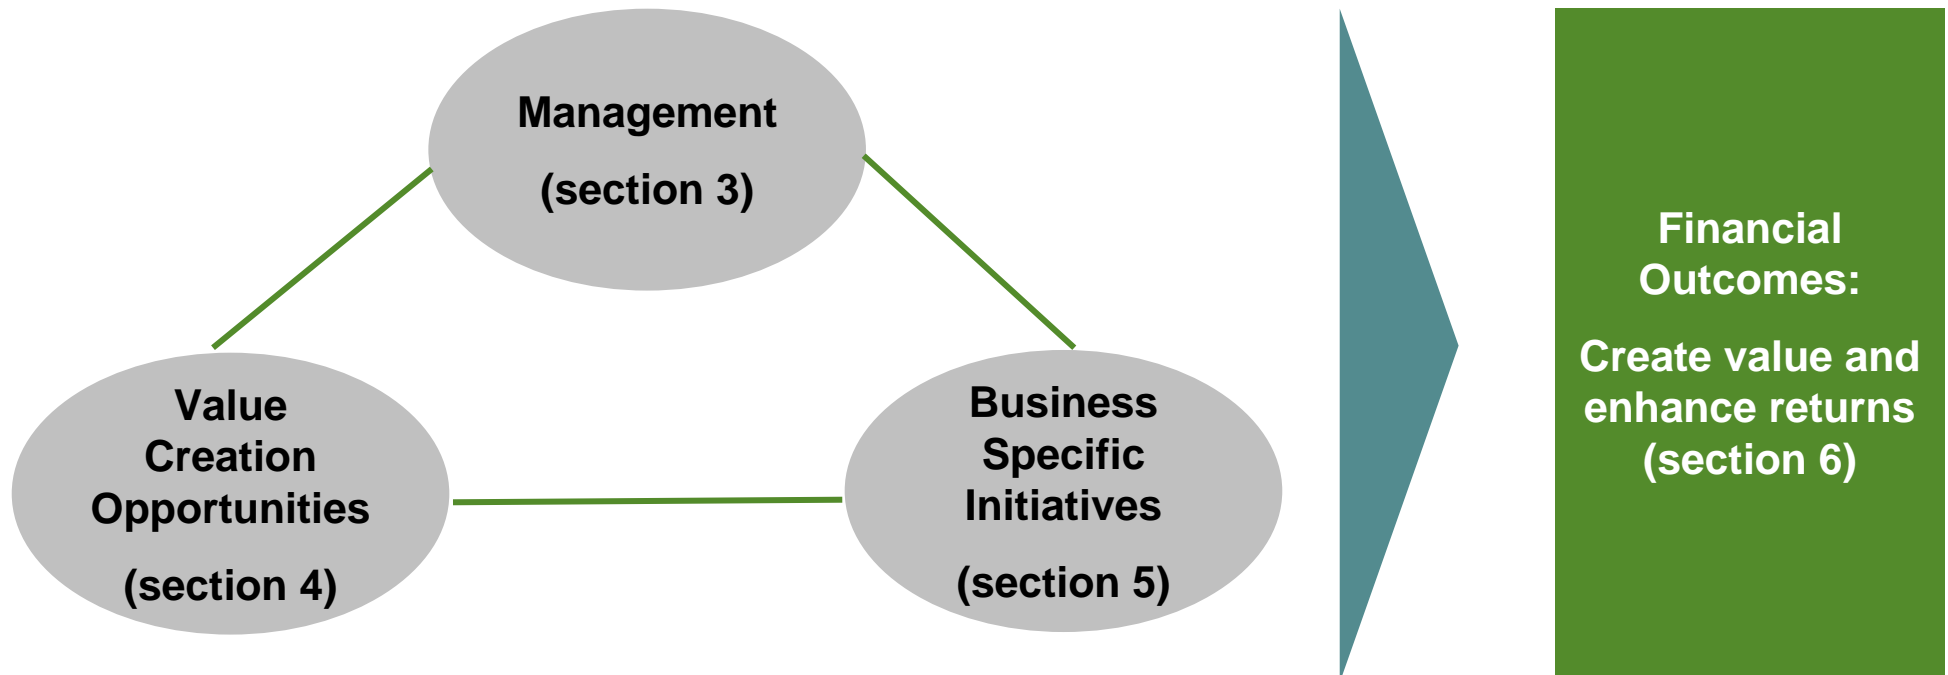 Management
(section 3)
Value
Creation
Opportunities
(section 4)
Business
Specific
Initiatives
(section 5)
Financial
Outcomes:
Create value and
enhance returns
(section 6)